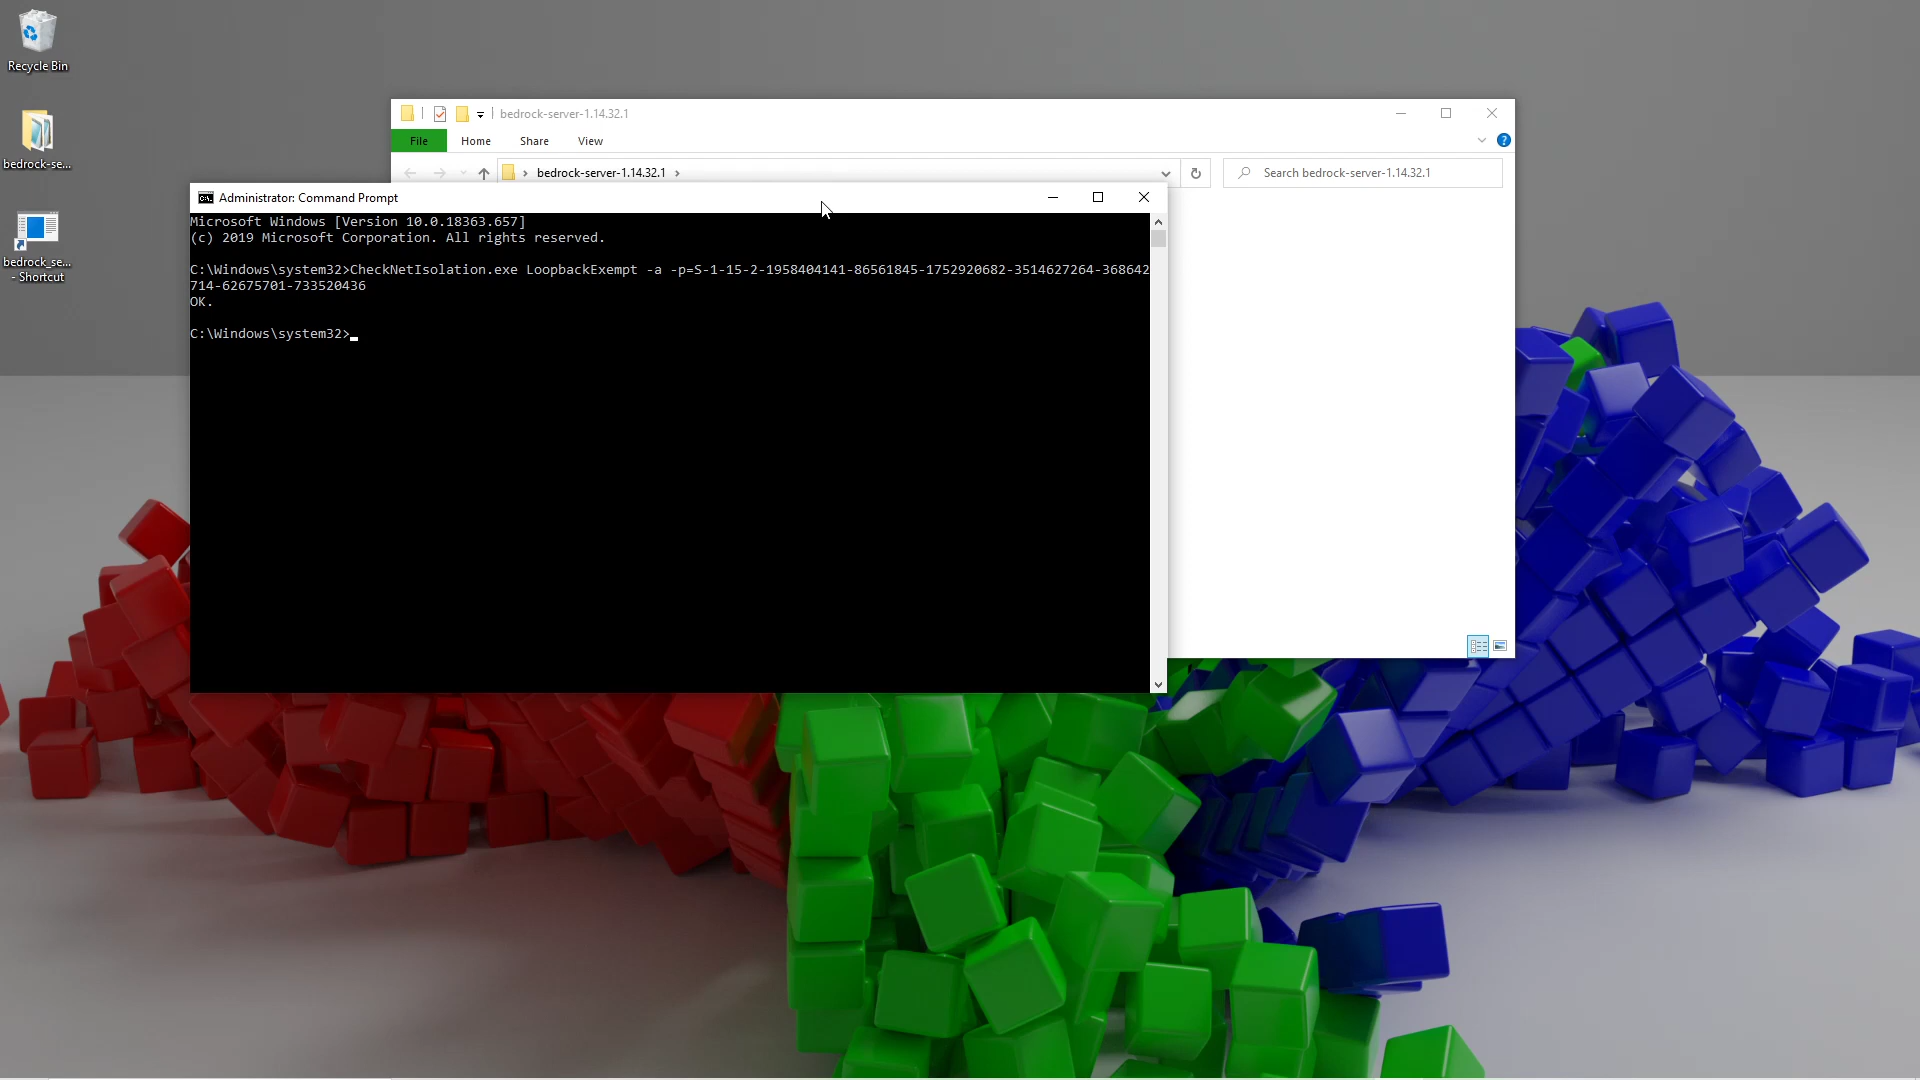 Recycle Bin
bedrock-se...
bedrock_se...
- Shortcut
bedrock-server-1.14.32.1
File Home Share View
bedrock-server-1.14.32.1
Search bedrock-server-1.14.32.1
Administrator: Command Prompt
Microsoft Windows [Version 10.0.18363.657]
(c) 2019 Microsoft Corporation. All rights reserved.
C:\Windows\system32>CheckNetIsolation.exe LoopbackExempt -a -p=S-1-15-2-1958404141-86561845-1752920682-3514627264-368642
714-62675701-733520436
OK.
C:\Windows\system32>